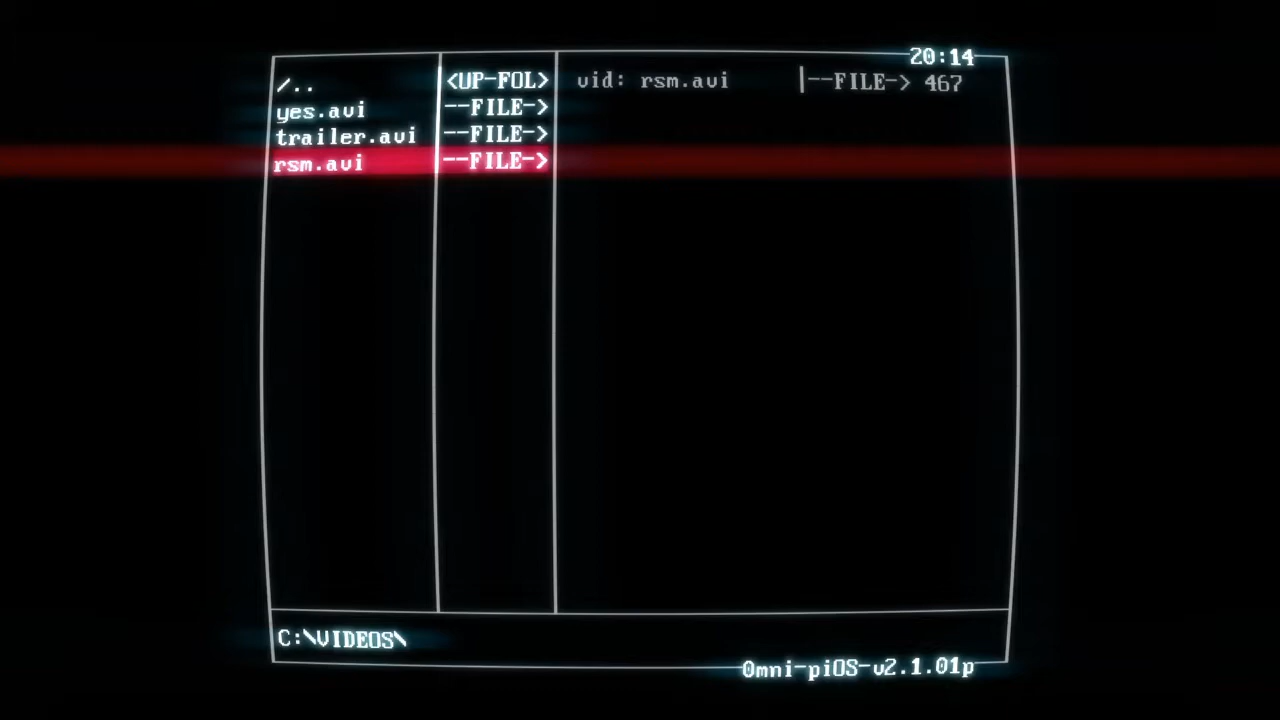 20:14
/.. <UP-FOL> vid: rsm.avi |--FILE-> 467
yes.avi --FILE->
trailer.avi --FILE->
rsm.avi --FILE->
C:\VIDEOS\
0mni-piOS-v2.1.01p